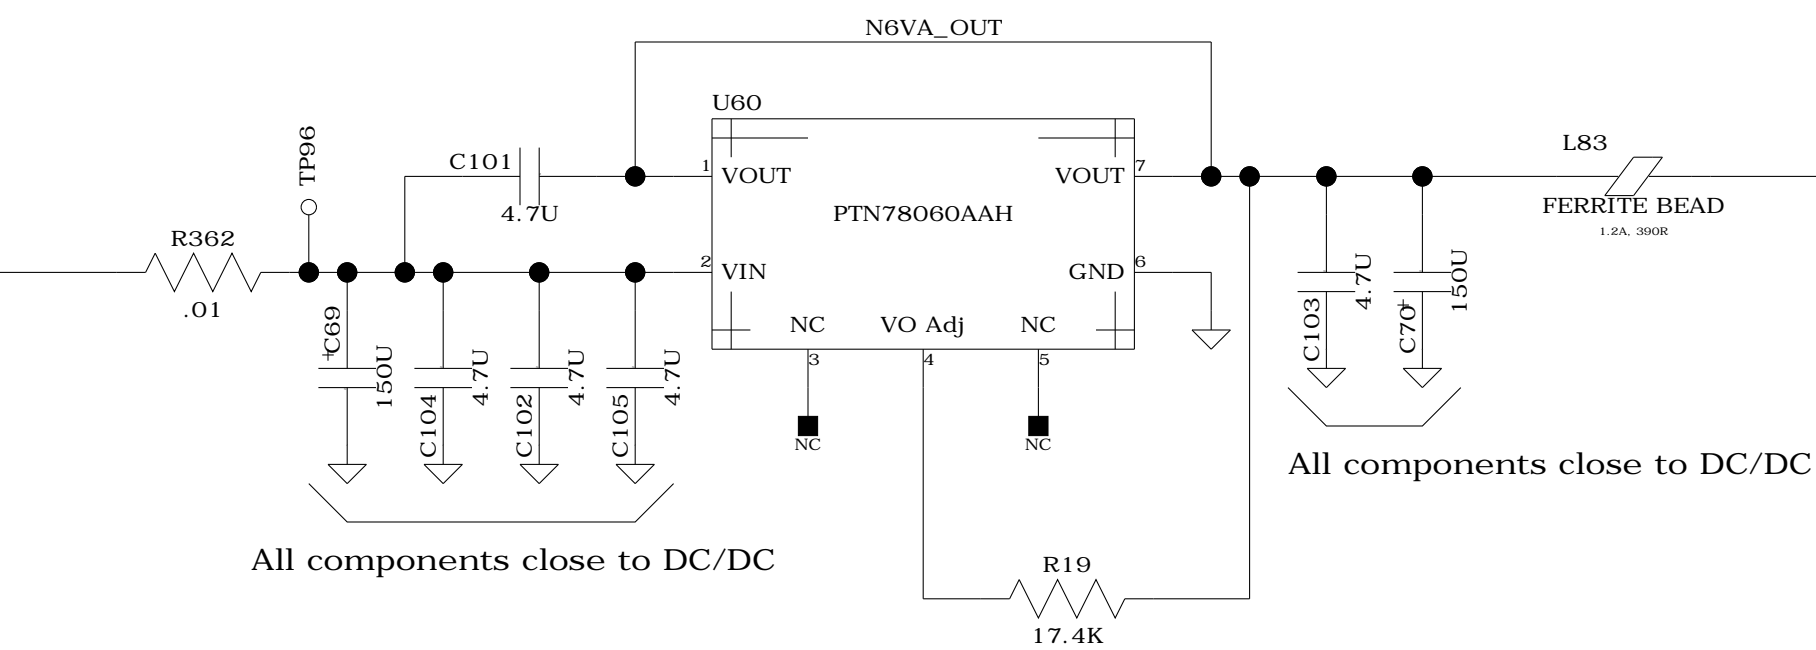 N6VA_OUT
U60
TP96
C101
4.7U
1
VOUT
VOUT
7
PTN78060AAH
L83
FERRITE BEAD
1.2A, 390R
R362
.01
2
VIN
GND
6
NC
VO Adj
NC
3
4
5
NC
NC
+
C69
150U
C104
4.7U
C102
4.7U
C105
4.7U
C103
4.7U
+
C70
150U
All components close to DC/DC
All components close to DC/DC
R19
17.4K